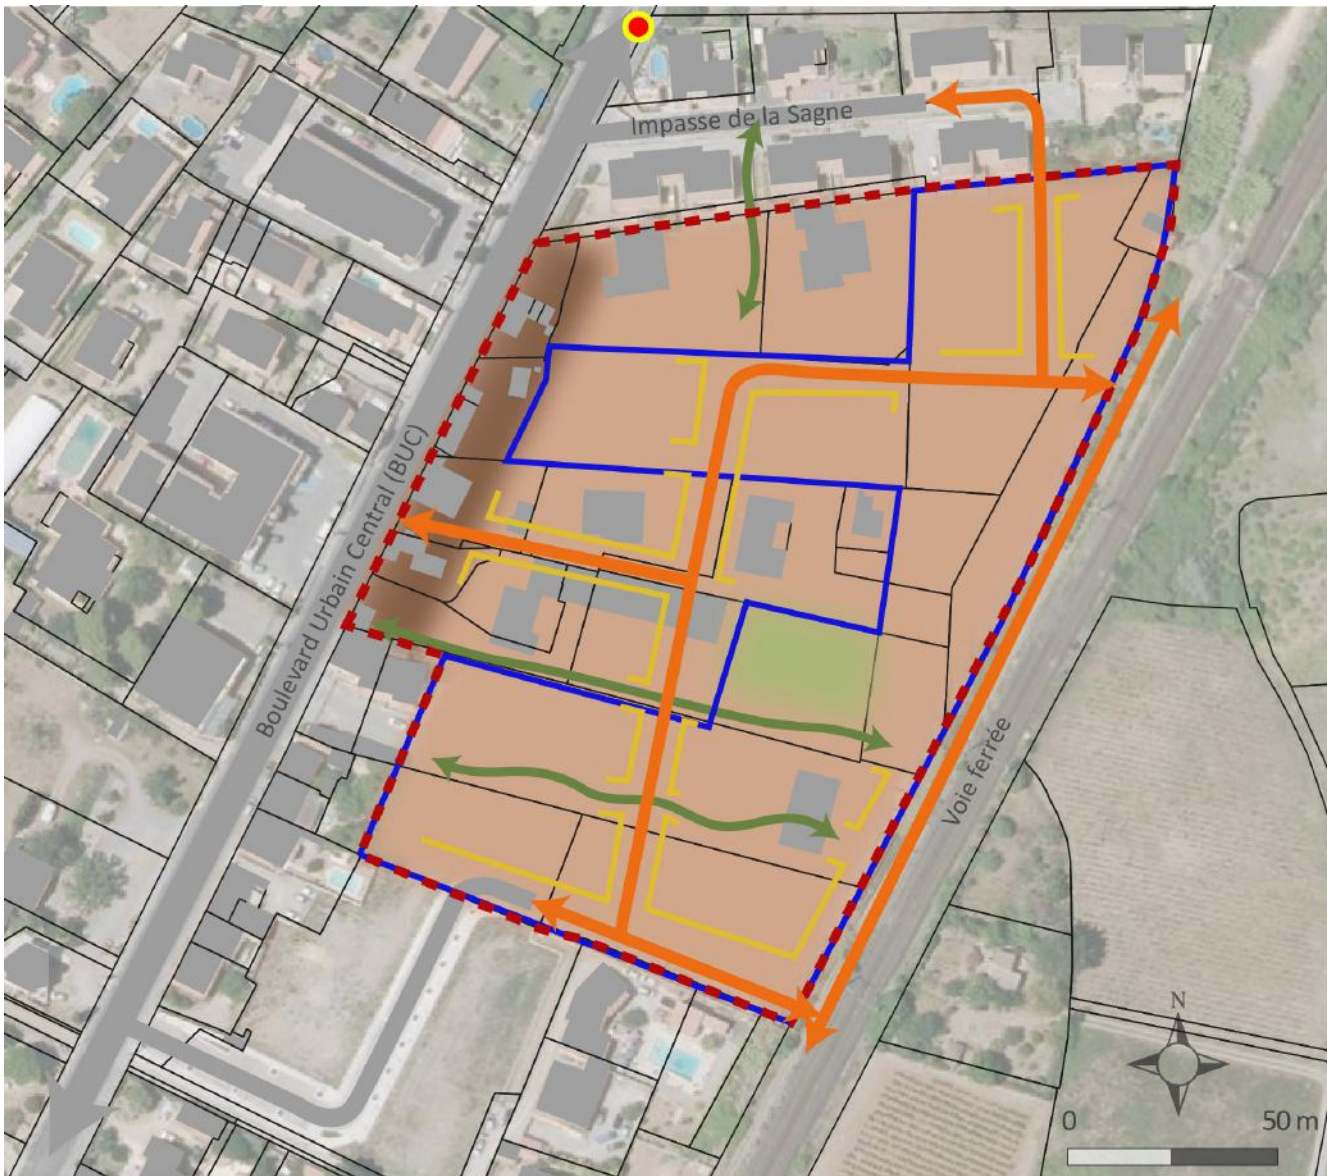 Impasse de la Sagne
Boulevard Urbain Central (BUC)
Voie ferrée
N
0 50 m